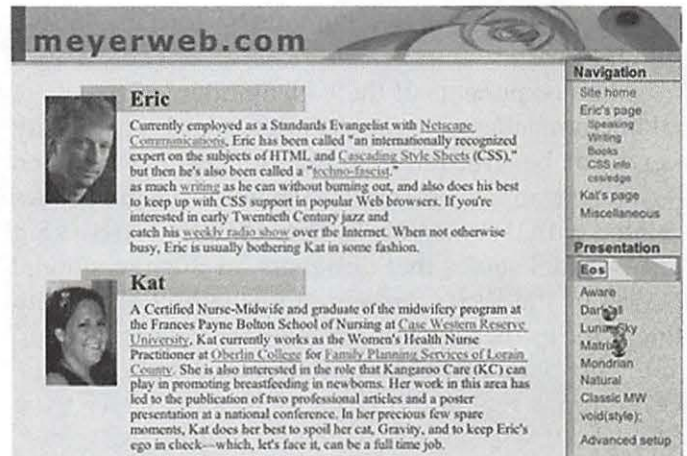 meyerweb.com
Eric
Currently employed as a Standards Evangelist with Netscape
Communications, Eric has been called "an internationally recognized
expert on the subjects of HTML and Cascading Style Sheets (CSS),"
but then he's also been called a "techno-fascist."
as much writing as he can without burning out, and also does his best
to keep up with CSS support in popular Web browsers. If you're
interested in early Twentieth Century jazz and
catch his weekly radio show over the Internet. When not otherwise
busy, Eric is usually bothering Kat in some fashion.
Kat
A Certified Nurse-Midwife and graduate of the midwifery program at
the Frances Payne Bolton School of Nursing at Case Western Reserve
University, Kat currently works as the Women's Health Nurse
Practitioner at Oberlin College for Family Planning Services of Lorain
County. She is also interested in the role that Kangaroo Care (KC) can
play in promoting breastfeeding in newborns. Her work in this area has
led to the publication of two professional articles and a poster
presentation at a national conference. In her precious few spare
moments, Kat does her best to spoil her cat, Gravity, and to keep Eric's
ego in check—which, let's face it, can be a full time job.
Navigation
Site home
Eric's page
Speaking
Writing
Books
CSS info
css/edge
Kat's page
Miscellaneous
Presentation
Eos
Aware
Mondrian
Natural
Classic MW
void(style);
Advanced setup